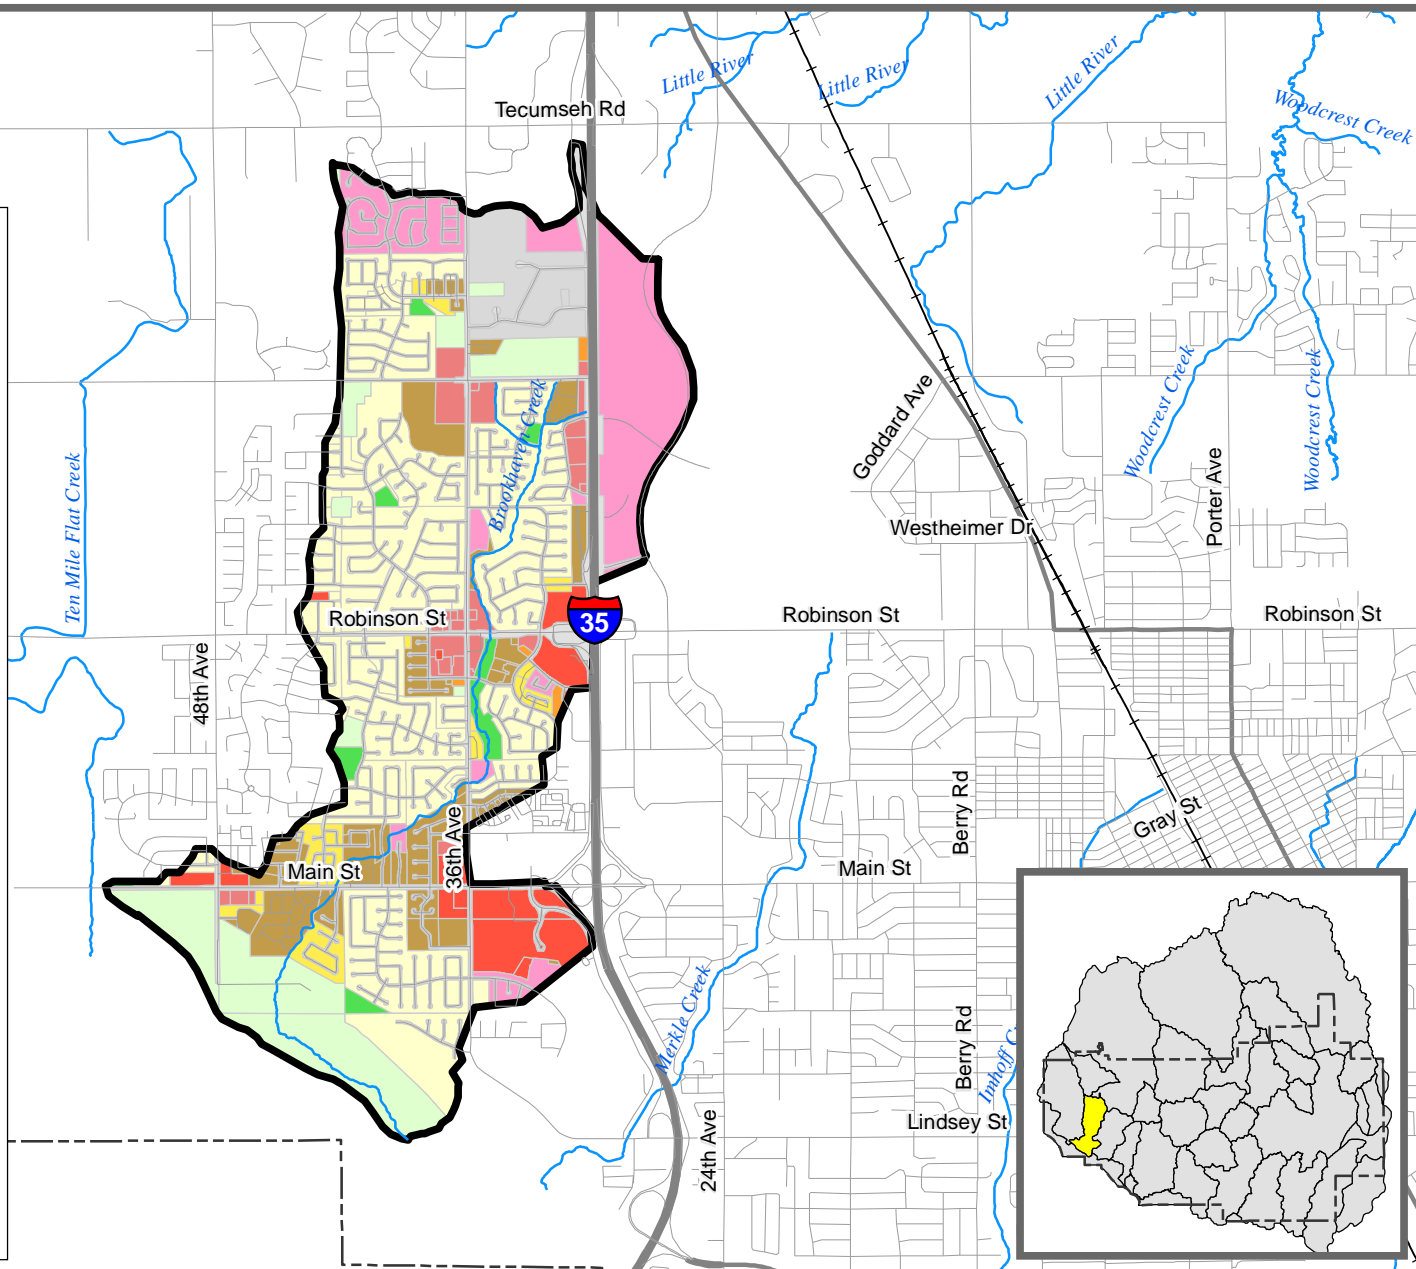 Little River
Little River
Little River
Woodcrest Creek
Tecumseh Rd
Goddard Ave
Woodcrest Creek
Woodcrest Creek
Brookhaven Creek
Ten Mile Flat Creek
Westheimer Dr
Porter Ave
Robinson St
35
Robinson St
Robinson St
48th Ave
Berry Rd
Gray St
36th Ave
Main St
Main St
Merkle Creek
Berry Rd
Imhoff C
Lindsey St
24th Ave